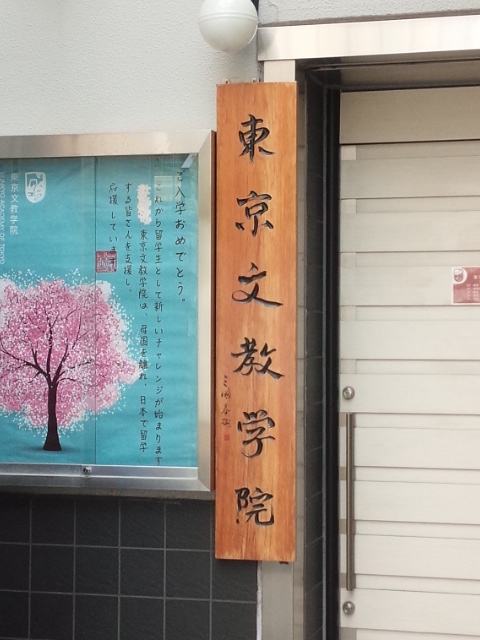 東京文教学院
ご入学おめでとう。
これから留学生として新しいチャレンジが始まります
東京文教学院は、母国を離れ、日本で留学
する皆さんを支援し、
応援しています
東京文教学院